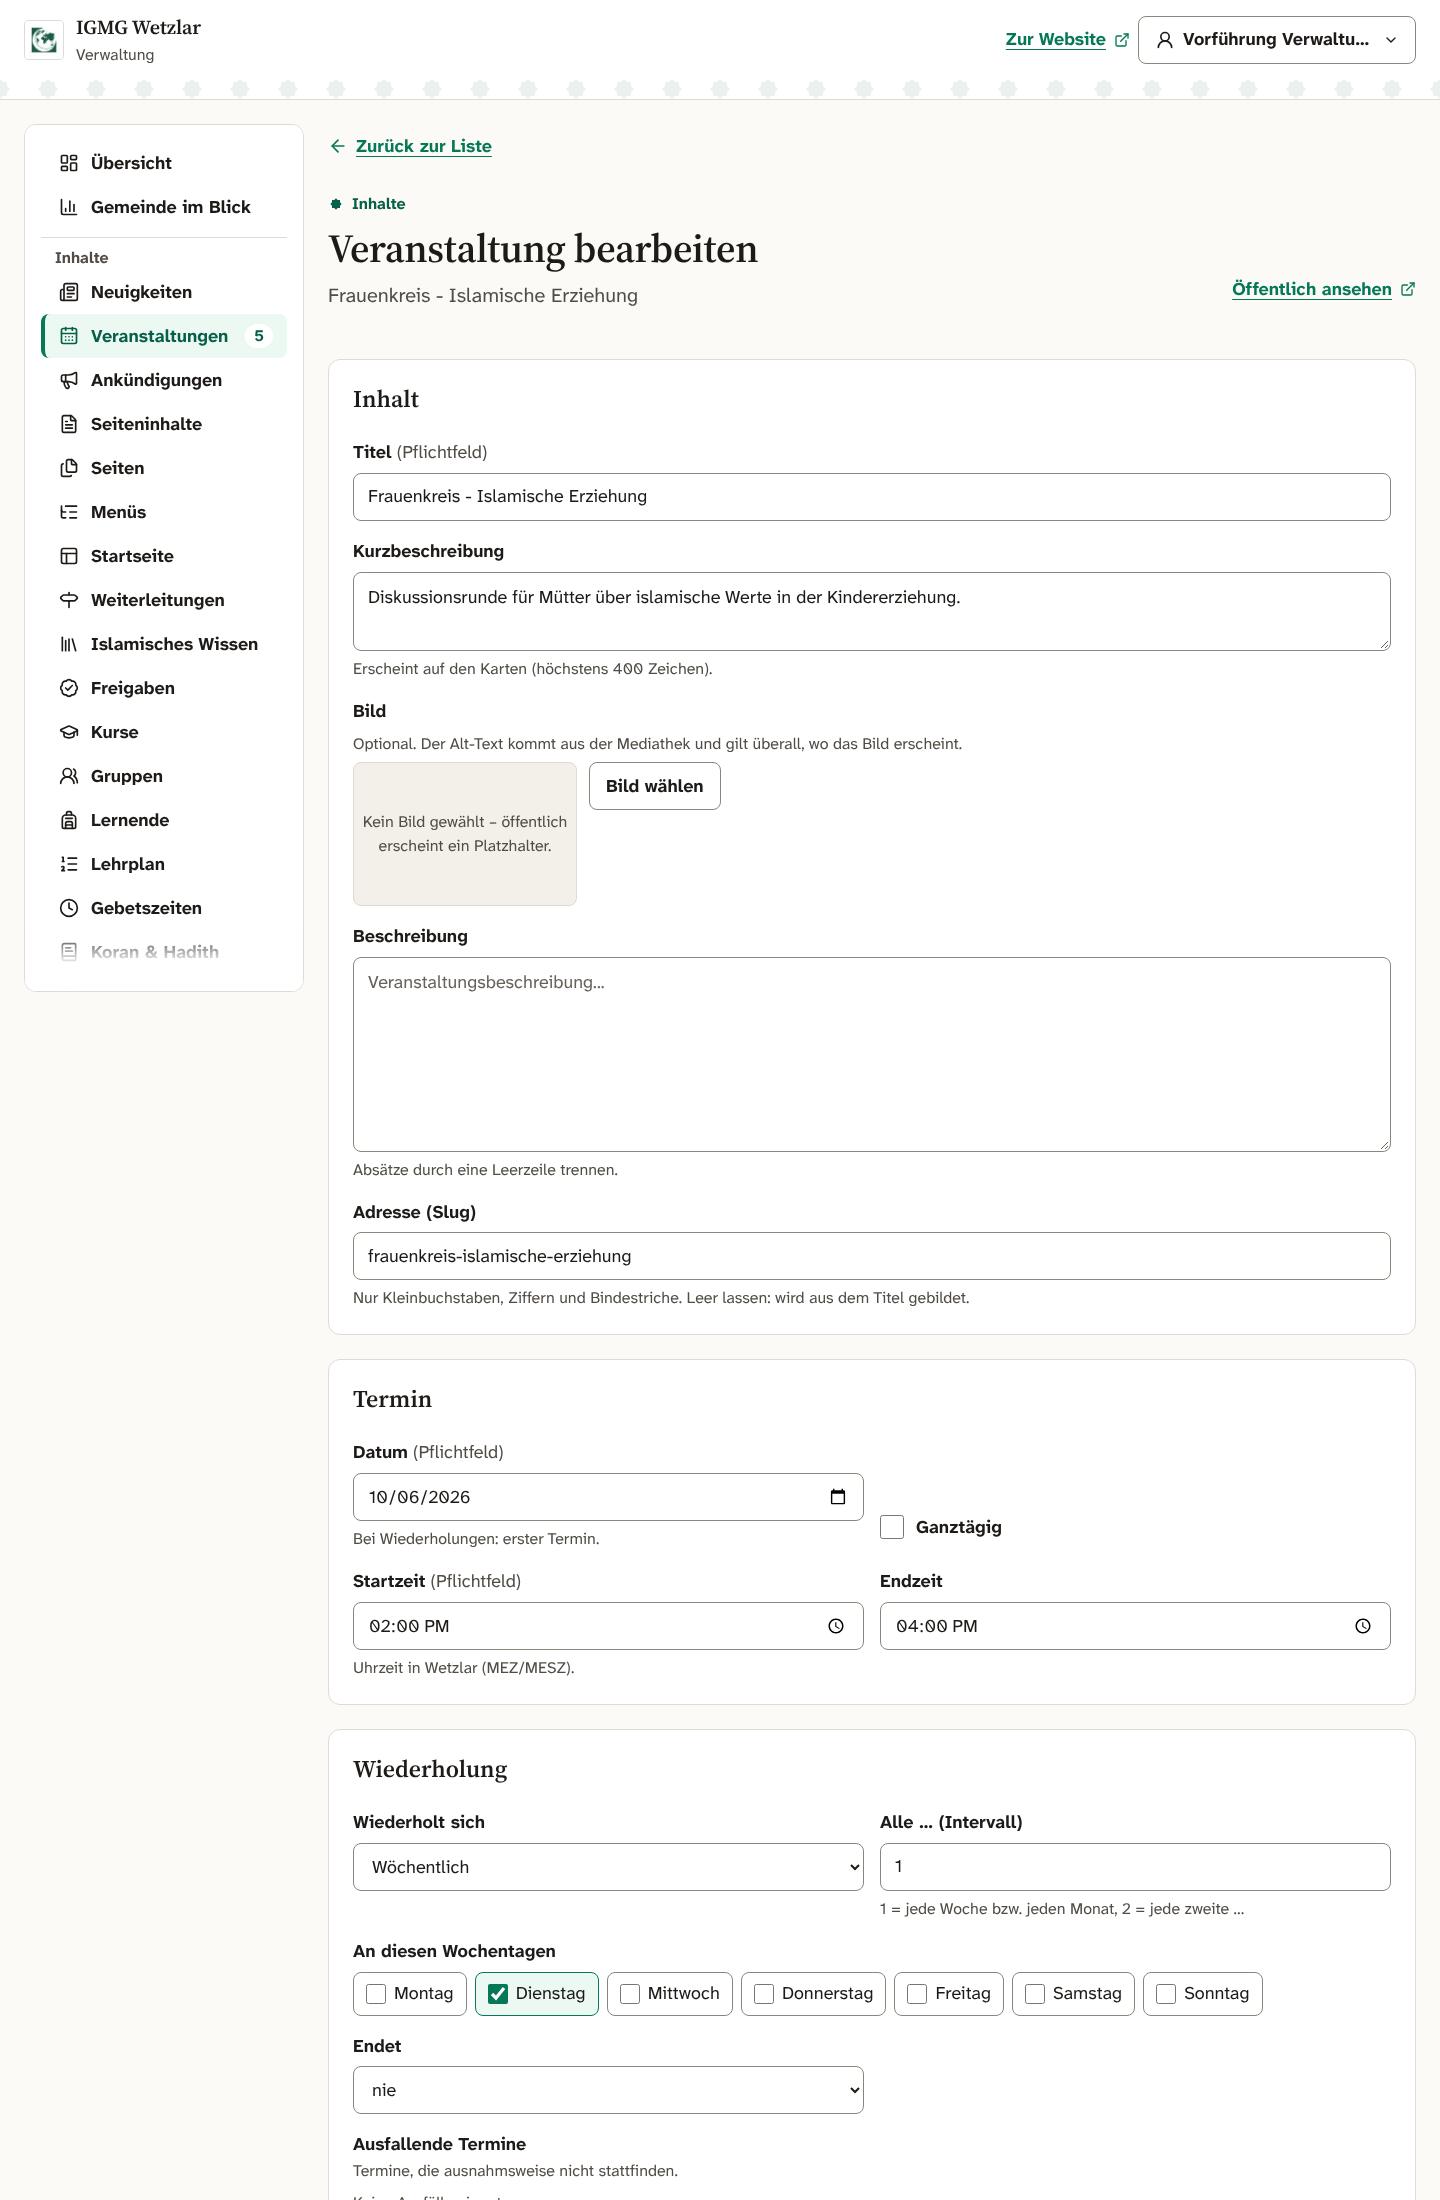 IGMG Wetzlar
Verwaltung
Zur Website
Vorführung Verwaltu…
Übersicht
Gemeinde im Blick
Inhalte
Neuigkeiten
Veranstaltungen 5
Ankündigungen
Seiteninhalte
Seiten
Menüs
Startseite
Weiterleitungen
Islamisches Wissen
Freigaben
Kurse
Gruppen
Lernende
Lehrplan
Gebetszeiten
Koran & Hadith
Zurück zur Liste
Inhalte
Veranstaltung bearbeiten
Frauenkreis - Islamische Erziehung
Öffentlich ansehen
Inhalt
Titel (Pflichtfeld)
Frauenkreis - Islamische Erziehung
Kurzbeschreibung
Diskussionsrunde für Mütter über islamische Werte in der Kindererziehung.
Erscheint auf den Karten (höchstens 400 Zeichen).
Bild
Optional. Der Alt-Text kommt aus der Mediathek und gilt überall, wo das Bild erscheint.
Kein Bild gewählt – öffentlich
erscheint ein Platzhalter.
Bild wählen
Beschreibung
Veranstaltungsbeschreibung…
Absätze durch eine Leerzeile trennen.
Adresse (Slug)
frauenkreis-islamische-erziehung
Nur Kleinbuchstaben, Ziffern und Bindestriche. Leer lassen: wird aus dem Titel gebildet.
Termin
Datum (Pflichtfeld)
10/06/2026
Bei Wiederholungen: erster Termin.
Ganztägig
Startzeit (Pflichtfeld)
Endzeit
02:00 PM
04:00 PM
Uhrzeit in Wetzlar (MEZ/MESZ).
Wiederholung
Wiederholt sich
Alle … (Intervall)
Wöchentlich
1
1 = jede Woche bzw. jeden Monat, 2 = jede zweite …
An diesen Wochentagen
Montag Dienstag Mittwoch Donnerstag Freitag Samstag Sonntag
Endet
nie
Ausfallende Termine
Termine, die ausnahmsweise nicht stattfinden.